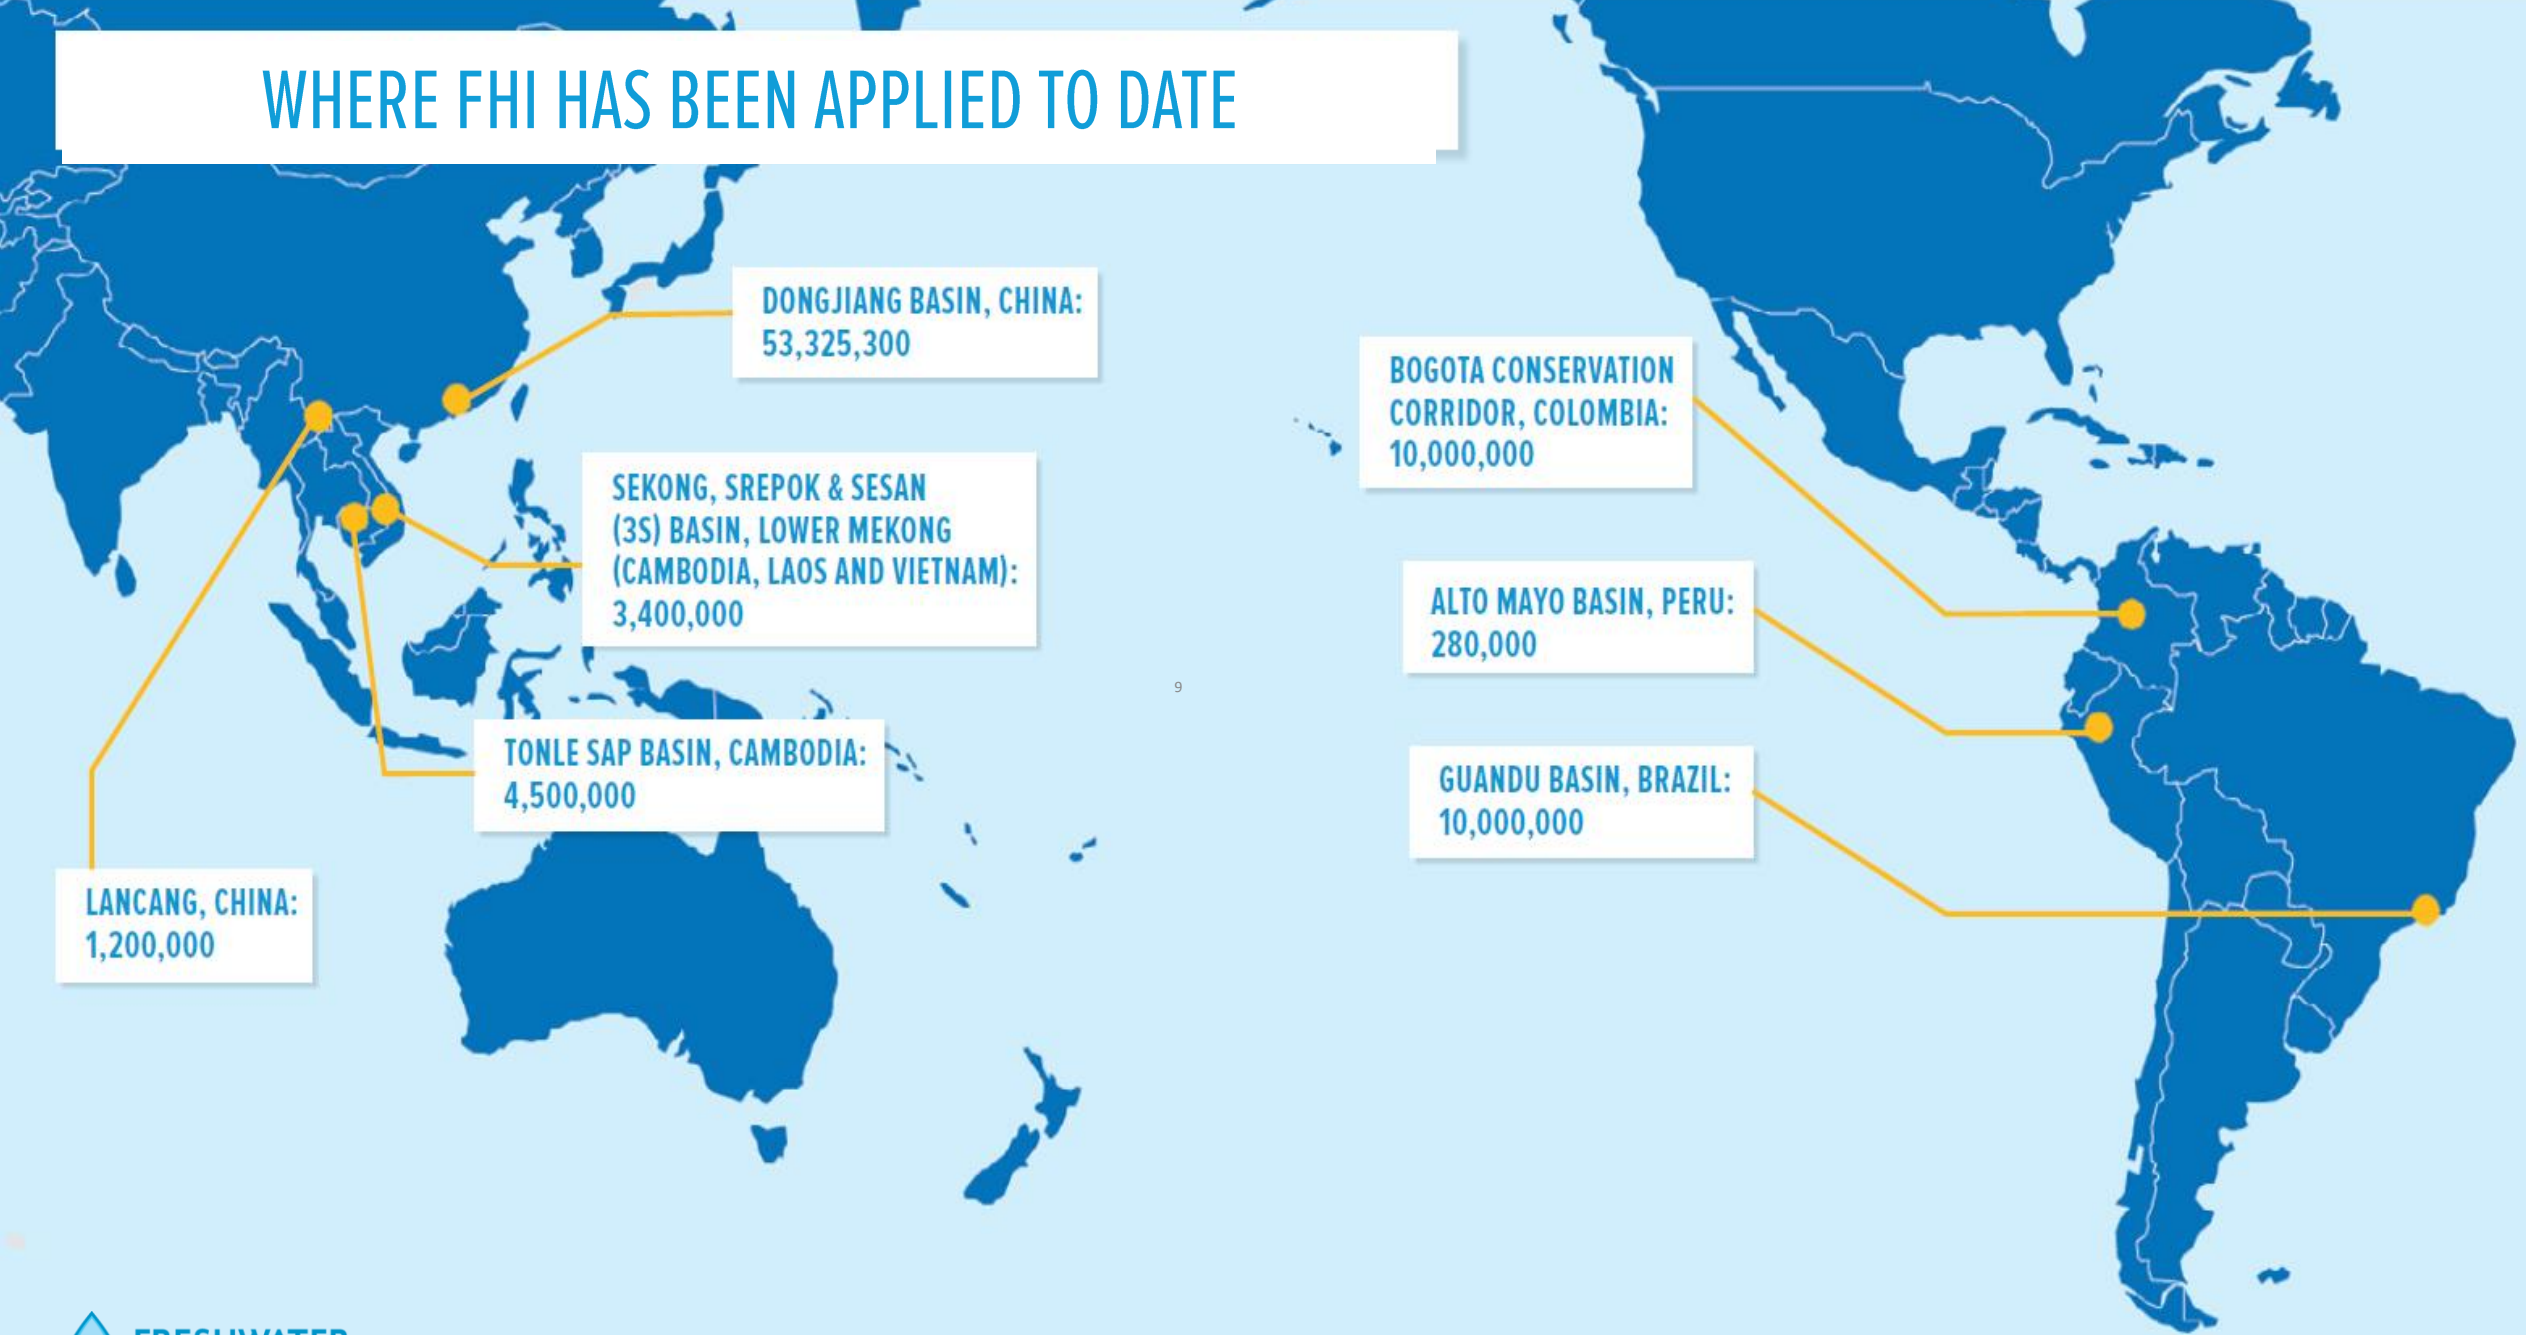 WHERE FHI HAS BEEN APPLIED TO DATE
DONGJIANG BASIN, CHINA:
53,325,300
BOGOTA CONSERVATION
CORRIDOR, COLOMBIA:
10,000,000
SEKONG, SREPOK & SESAN
(3S) BASIN, LOWER MEKONG
(CAMBODIA, LAOS AND VIETNAM):
3,400,000
ALTO MAYO BASIN, PERU:
280,000
9
TONLE SAP BASIN, CAMBODIA:
4,500,000
GUANDU BASIN, BRAZIL:
10,000,000
LANCANG, CHINA:
1,200,000
FRESHWATER